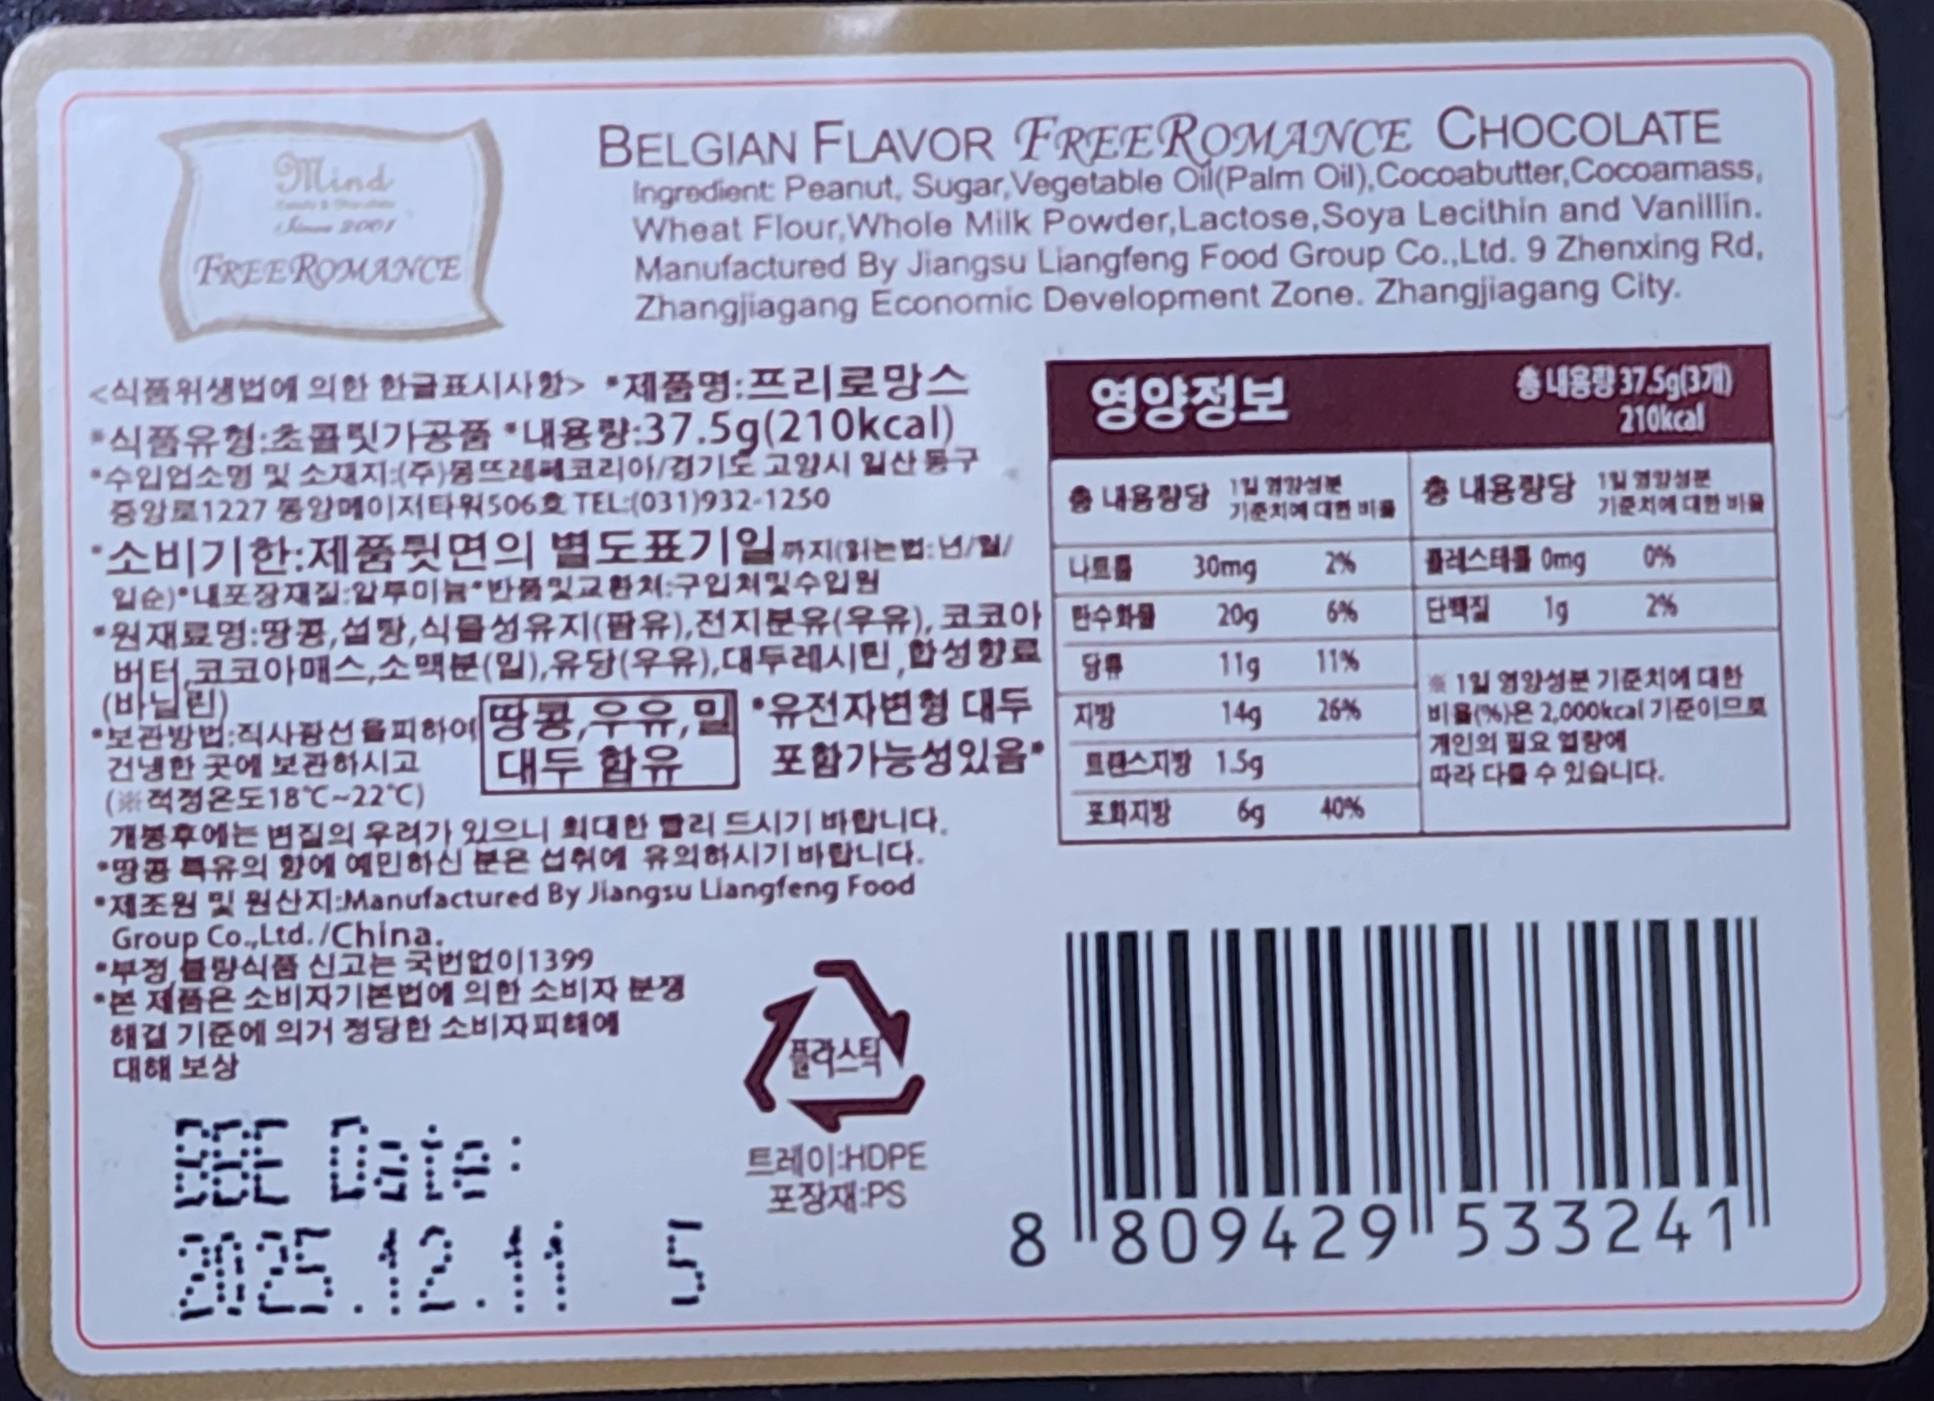 Mind
Candy & Chocolate
Since 2001
FREEROMANCE
BELGIAN FLAVOR FREEROMANCE CHOCOLATE
Ingredient: Peanut, Sugar,Vegetable Oil(Palm Oil),Cocoabutter,Cocoamass,
Wheat Flour,Whole Milk Powder,Lactose,Soya Lecithin and Vanillin.
Manufactured By Jiangsu Liangfeng Food Group Co.,Ltd. 9 Zhenxing Rd,
Zhangjiagang Economic Development Zone. Zhangjiagang City.
<식품위생법에 의한 한글표시사항> *제품명:프리로망스
*식품유형:초콜릿가공품 *내용량:37.5g(210kcal)
*수입업소명 및 소재지:(주)몽뜨레페코리아/경기도 고양시 일산동구
중앙로1227 동양메이저타워506호 TEL:(031)932-1250
*소비기한:제품뒷면의 별도표기일까지(읽는법:년/월/
일순)*내포장재질:알루미늄*반품및교환처:구입처및수입원
*원재료명:땅콩,설탕,식물성유지(팜유),전지분유(우유),코코아
버터,코코아매스,소맥분(밀),유당(우유),대두레시틴,합성향료
(바닐린)
땅콩,우유,밀
대두 함유
*유전자변형 대두
포함가능성있음*
*보관방법:직사광선을피하여
건냉한 곳에 보관하시고
(※적정온도18℃~22℃)
개봉후에는 변질의 우려가 있으니 최대한 빨리 드시기 바랍니다.
*땅콩 특유의 향에 예민하신 분은 섭취에 유의하시기바랍니다.
*제조원 및 원산지:Manufactured By Jiangsu Liangfeng Food
Group Co.,Ltd./China.
*부정,불량식품 신고는 국번없이1399
*본 제품은 소비자기본법에 의한 소비자 분쟁
해결 기준에 의거 정당한 소비자피해에
대해 보상
영양정보
총 내용량 37.5g(3개)
210kcal
총 내용량당 1일 영양성분 기준치에 대한 비율
총 내용량당 1일 영양성분 기준치에 대한 비율
나트륨 30mg 2%
콜레스테롤 0mg 0%
탄수화물 20g 6%
단백질 1g 2%
당류 11g 11%
지방 14g 26%
트랜스지방 1.5g
포화지방 6g 40%
※ 1일 영양성분 기준치에 대한
비율(%)은 2,000kcal 기준이므로
개인의 필요 열량에
따라 다를 수 있습니다.
플라스틱
트레이:HDPE
포장재:PS
BBE Date:
2025.12.11 5
8 809429 533241